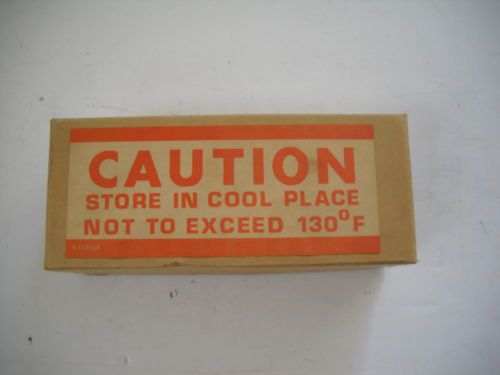 CAUTION
STORE IN COOL PLACE
NOT TO EXCEED 130°F